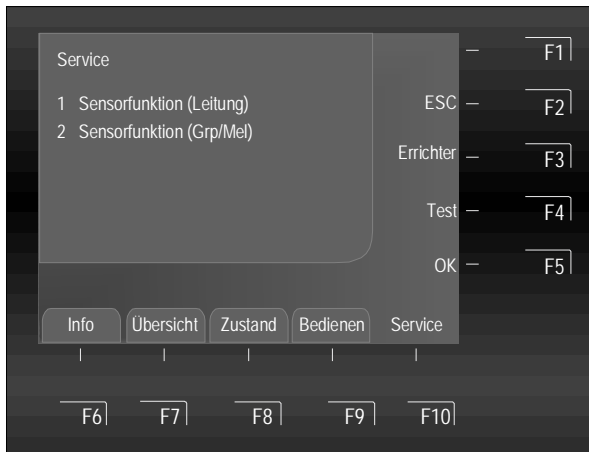 Service
1 Sensorfunktion (Leitung)
2 Sensorfunktion (Grp/Mel)
F1
ESC F2
Errichter F3
Test F4
OK F5
Info Übersicht Zustand Bedienen Service
F6 F7 F8 F9 F10